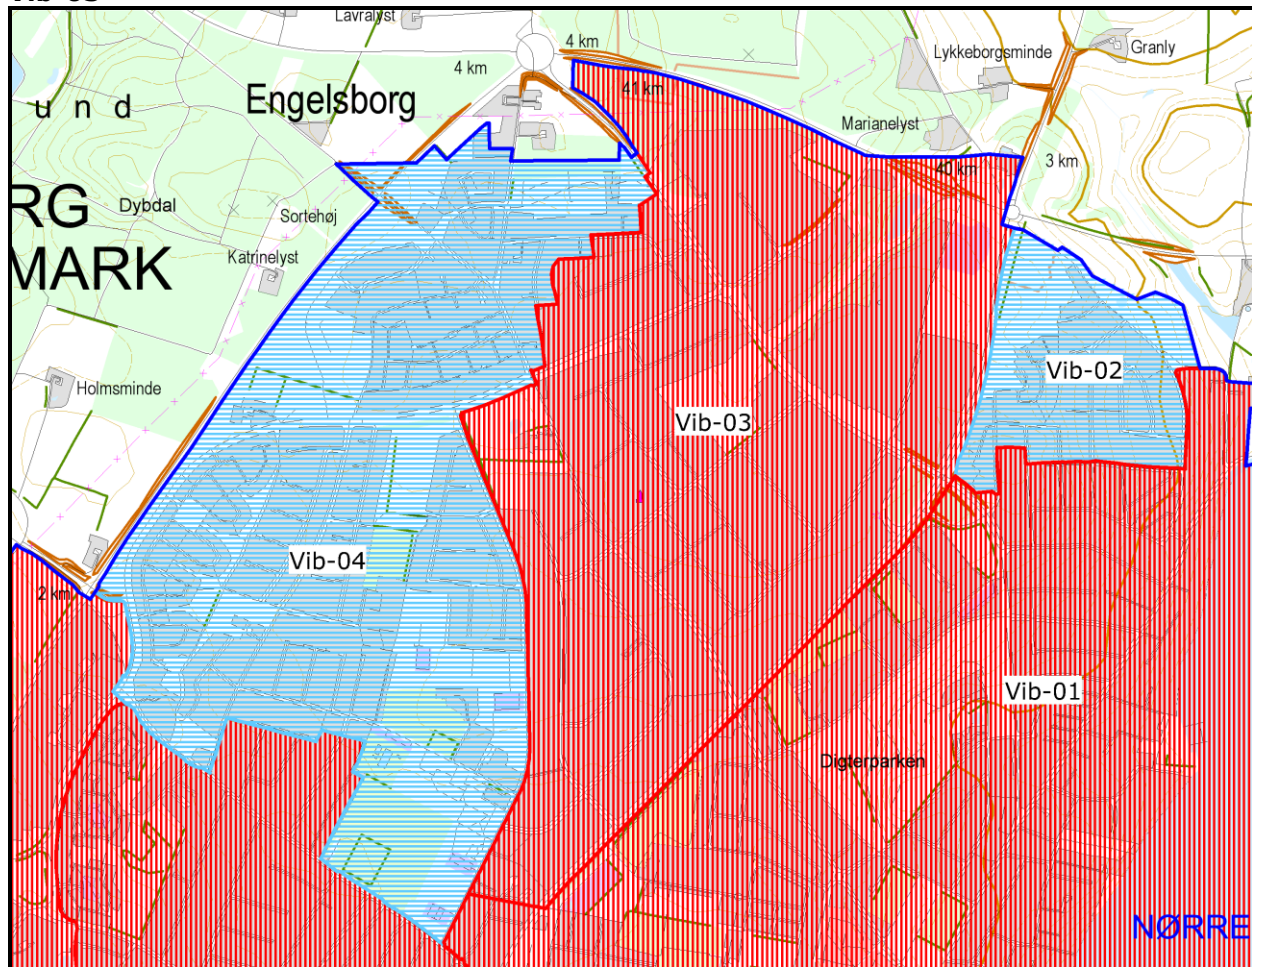 Lavralyst
4 km
Granly
4 km
Lykkeborgsminde
41 km
u n d
Engelsborg
Marianelyst
3 km
40 km
RG
Dybdal
Sortehøj
MARK
Katrinelyst
Vib-02
Holmsminde
Vib-03
Vib-04
2 km
Vib-01
Digterparken
NØRRE